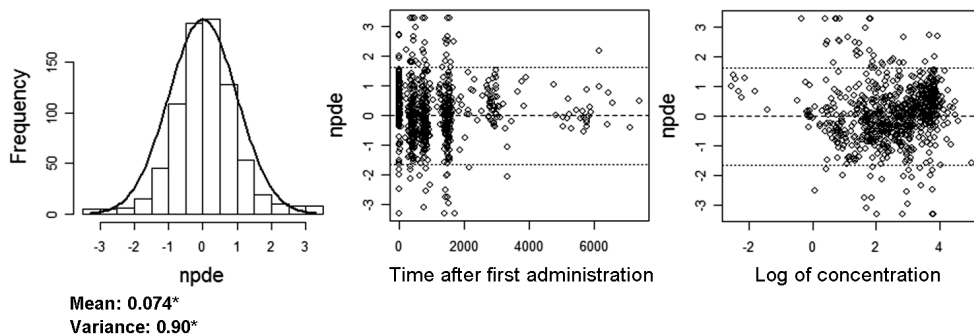 Frequency
0 50 100 150
-3 -2 -1 0 1 2 3
npde
Mean: 0.074*
Variance: 0.90*
npde
3 2 1 0 -1 -2 -3
0 2000 4000 6000
Time after first administration
npde
3 2 1 0 -1 -2 -3
-2 0 2 4
Log of concentration